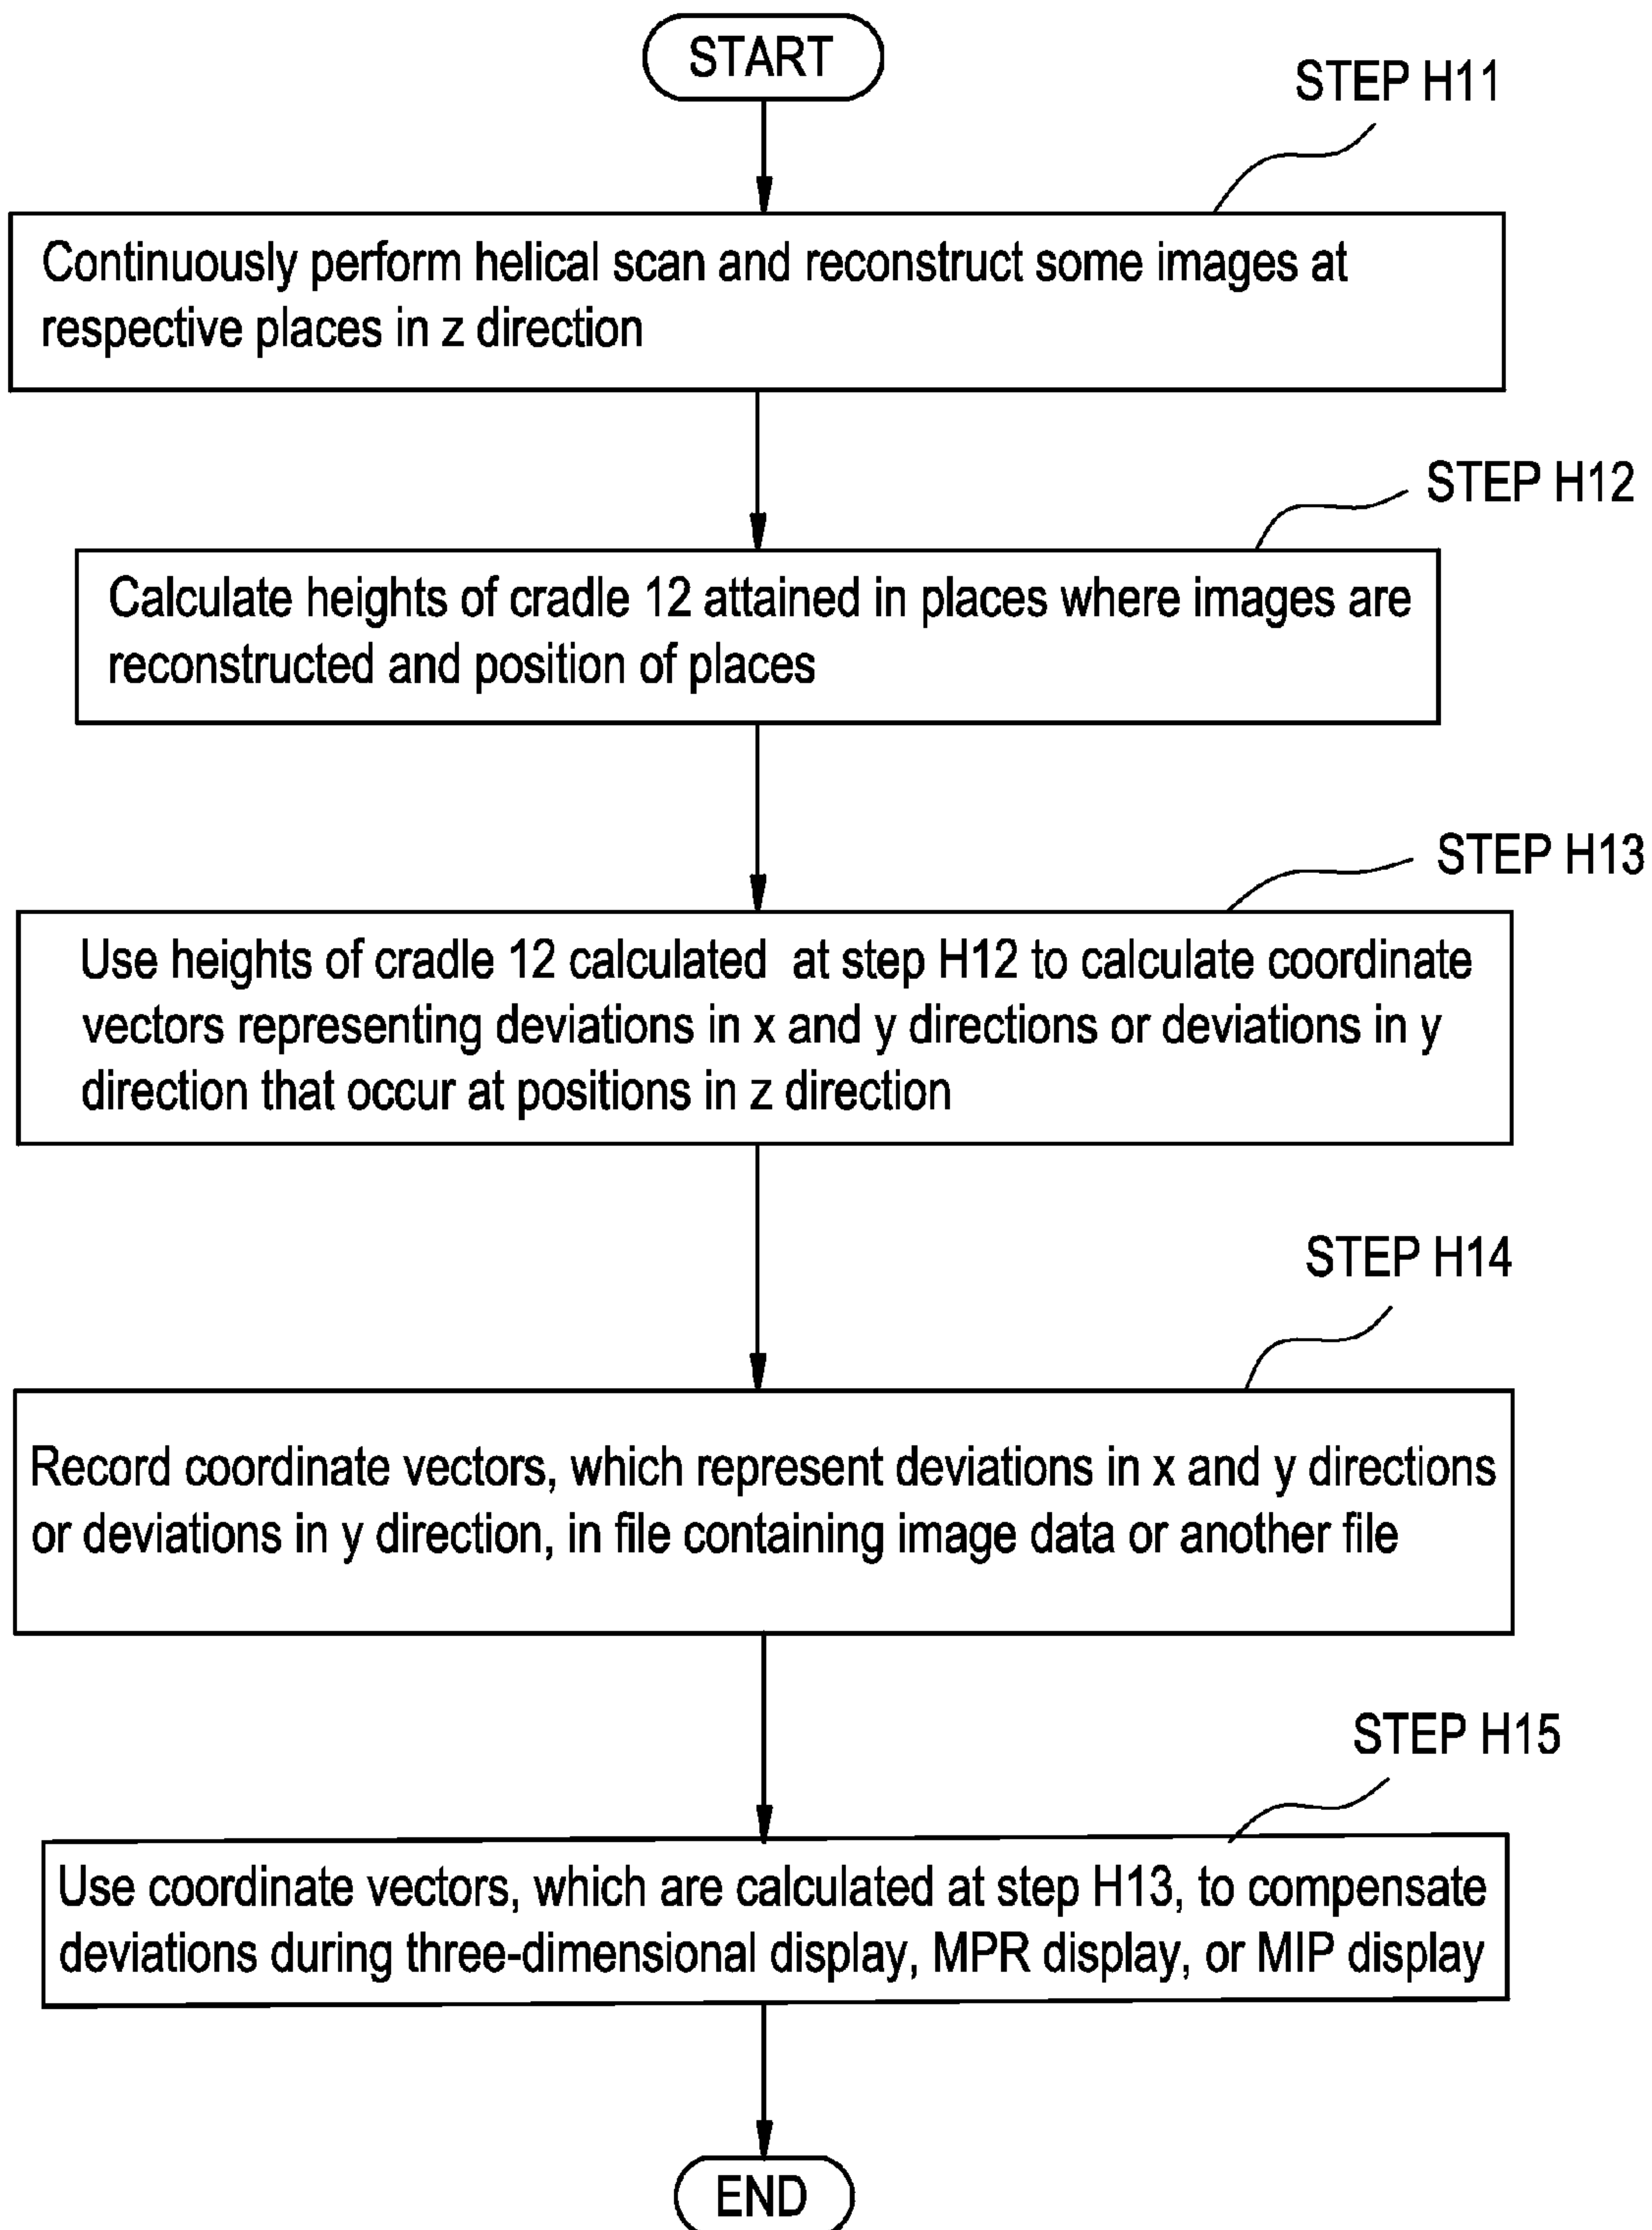 START
STEP H11
Continuously perform helical scan and reconstruct some images at
respective places in z direction
STEP H12
Calculate heights of cradle 12 attained in places where images are
reconstructed and position of places
STEP H13
Use heights of cradle 12 calculated at step H12 to calculate coordinate
vectors representing deviations in x and y directions or deviations in y
direction that occur at positions in z direction
STEP H14
Record coordinate vectors, which represent deviations in x and y directions
or deviations in y direction, in file containing image data or another file
STEP H15
Use coordinate vectors, which are calculated at step H13, to compensate
deviations during three-dimensional display, MPR display, or MIP display
END